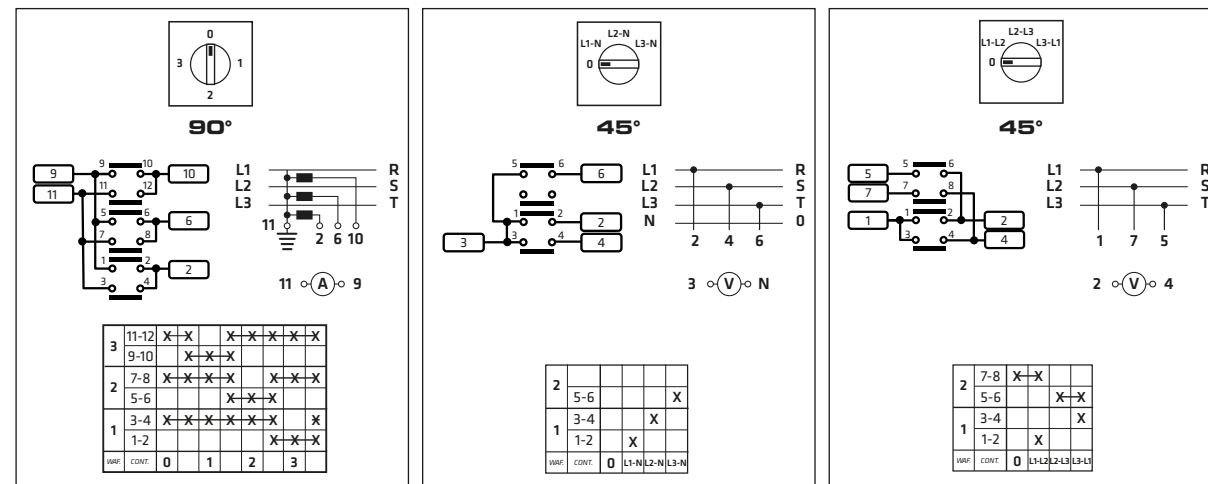 0
3 1
2
90°
9 10
9 10
11 12
11
5 6
6
7 8
1 2
2
3 4
L1 R
L2 S
L3 T
11 2 6 10
11 A 9
3 11-12 X X X X X X X
9-10 X X X
2 7-8 X X X X X X X
5-6 X X X
1 3-4 X X X X X X X
1-2 X X X
WAF. CONT. 0 1 2 3
L2-N
L1-N L3-N
0
45°
5 6
6
1 2
2
3
3 4
4
L1 R
L2 S
L3 T
N 0
2 4 6
3 V N
2
5-6 X
1 3-4 X
1-2 X
WAF. CONT. 0 L1-N L2-N L3-N
L2-L3
L1-L2 L3-L1
0
45°
5 6
5
7 8
7
1 2
1 2
3 4
4
L1 R
L2 S
L3 T
1 7 5
2 V 4
2 7-8 X X
5-6 X X
1 3-4 X
1-2 X
WAF. CONT. 0 L1-L2 L2-L3 L3-L1